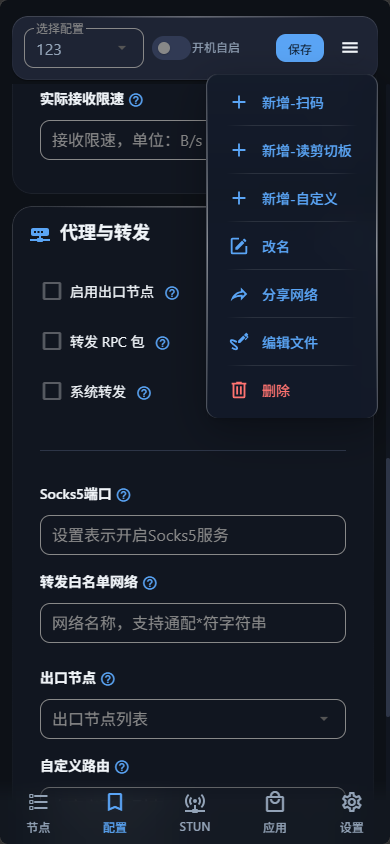 选择配置
123
开机自启
保存
实际接收限速
接收限速，单位：B/s
新增-扫码
新增-读剪切板
新增-自定义
改名
分享网络
编辑文件
删除
代理与转发
启用出口节点
转发 RPC 包
系统转发
Socks5端口
设置表示开启Socks5服务
转发白名单网络
网络名称，支持通配*符字符串
出口节点
出口节点列表
自定义路由
节点
配置
STUN
应用
设置